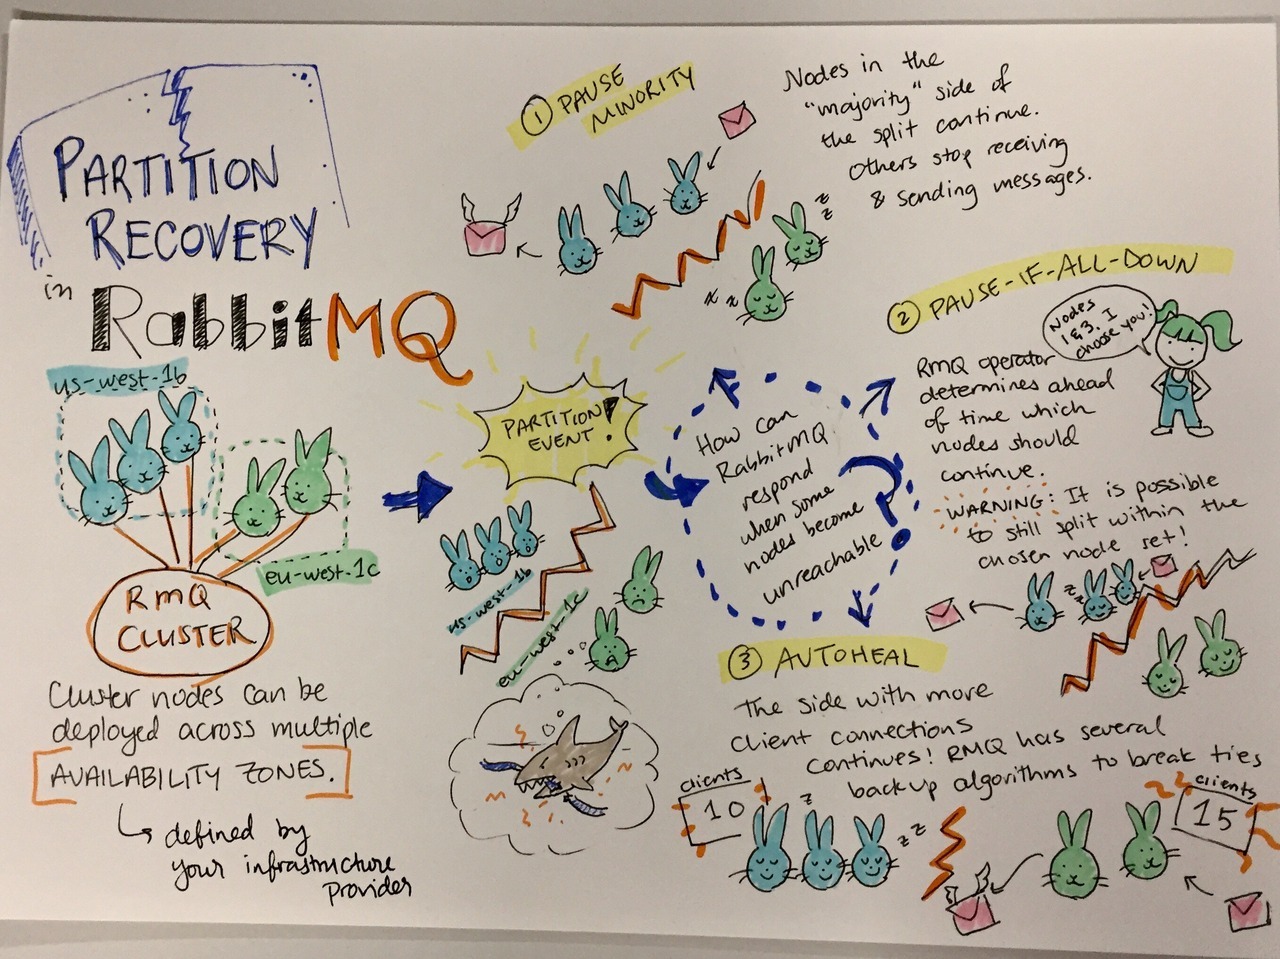 PARTITION
RECOVERY
in
RabbitMQ
us-west-1b
eu-west-1c
RMQ
CLUSTER
Cluster nodes can be
deployed across multiple
AVAILABILITY ZONES.
defined by
your infrastructure
provider
PARTITION
EVENT!
us-west-1b
eu-west-1c
How can
RabbitMQ
respond
when some
nodes become
unreachable
?
1 PAUSE
MINORITY
Nodes in the
"majority" side of
the split continue.
Others stop receiving
& sending messages.
z z
z z
2 PAUSE-IF-ALL-DOWN
Nodes
1 & 3, I
choose you!
RMQ operator
determines ahead
of time which
nodes should
continue.
WARNING: It is possible
to still split within the
chosen node set!
z z
3 AUTOHEAL
The side with more
client connections
continues! RMQ has several
backup algorithms to break ties
clients
10
z
z z
clients
15